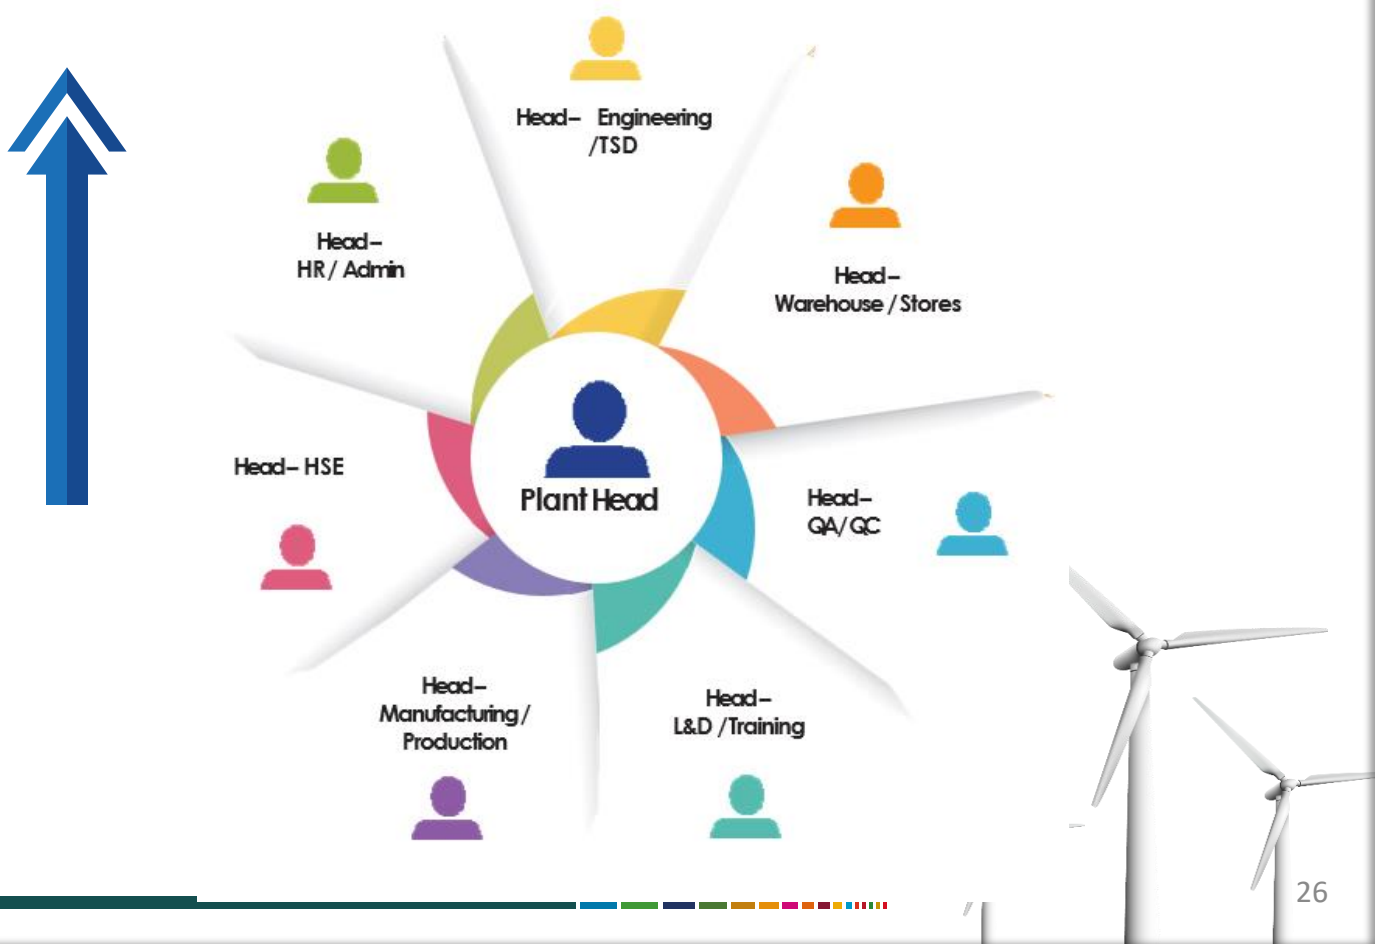 Head– Engineering
/TSD
Head–
HR/ Admin
Head–
Warehouse / Stores
Head– HSE
Plant Head
Head–
QA/ QC
Head–
Manufacturing /
Production
Head–
L&D /Training
26